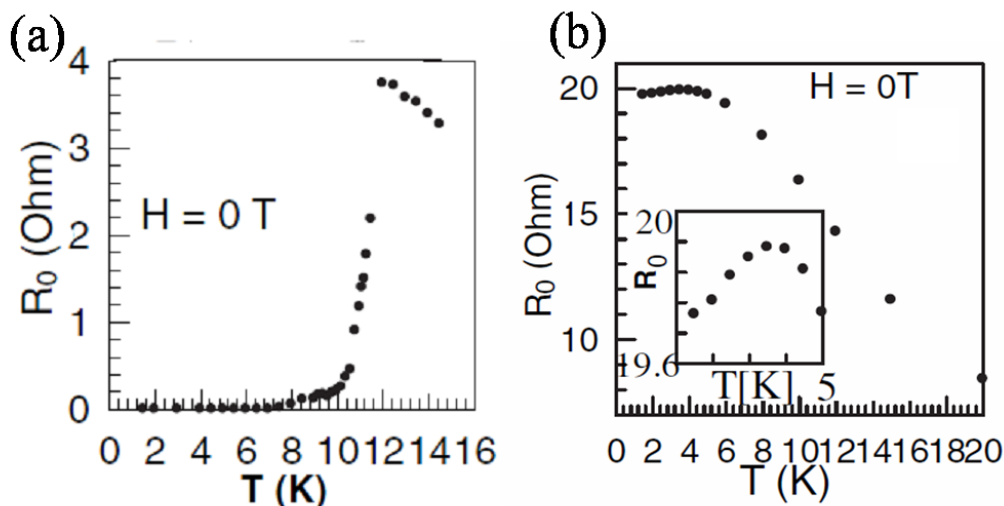 (a)
4
3
2
1
0
R₀ (Ohm)
H = 0 T
0 2 4 6 8 10 12 14 16
T (K)
(b)
20
15
10
R₀ (Ohm)
H = 0T
20
R₀
19.6
T[K] 5
0 2 4 6 8 10 12 14 16 18 20
T (K)